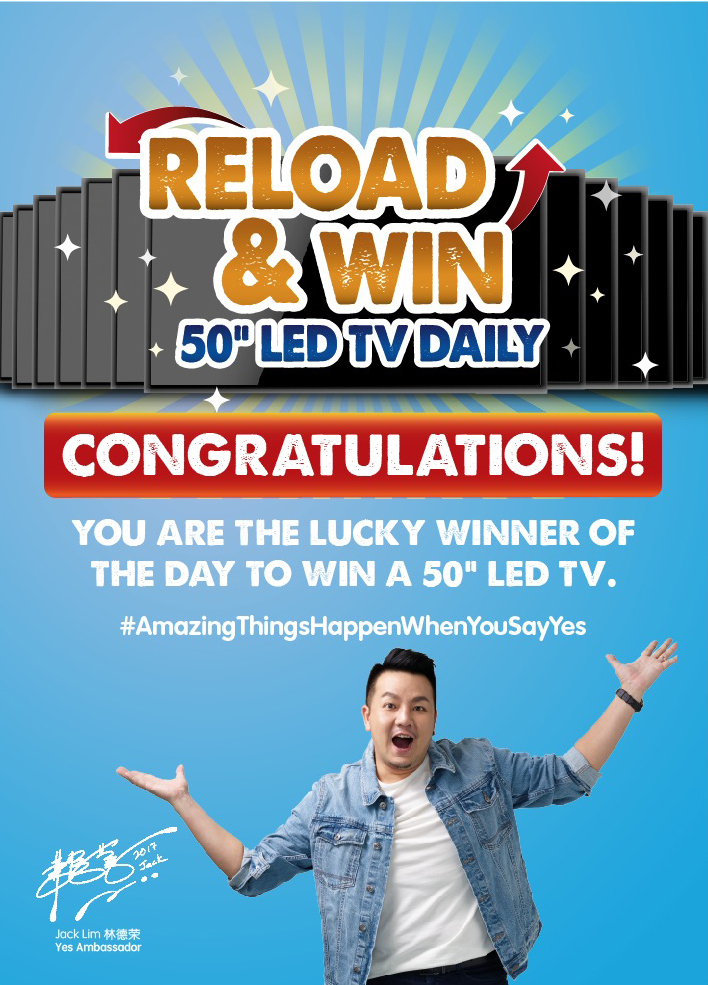 RELOAD
& WIN
50" LED TV DAILY
CONGRATULATIONS!
YOU ARE THE LUCKY WINNER OF
THE DAY TO WIN A 50" LED TV.
#AmazingThingsHappenWhenYouSayYes
2017
Jack
Jack Lim 林德荣
Yes Ambassador